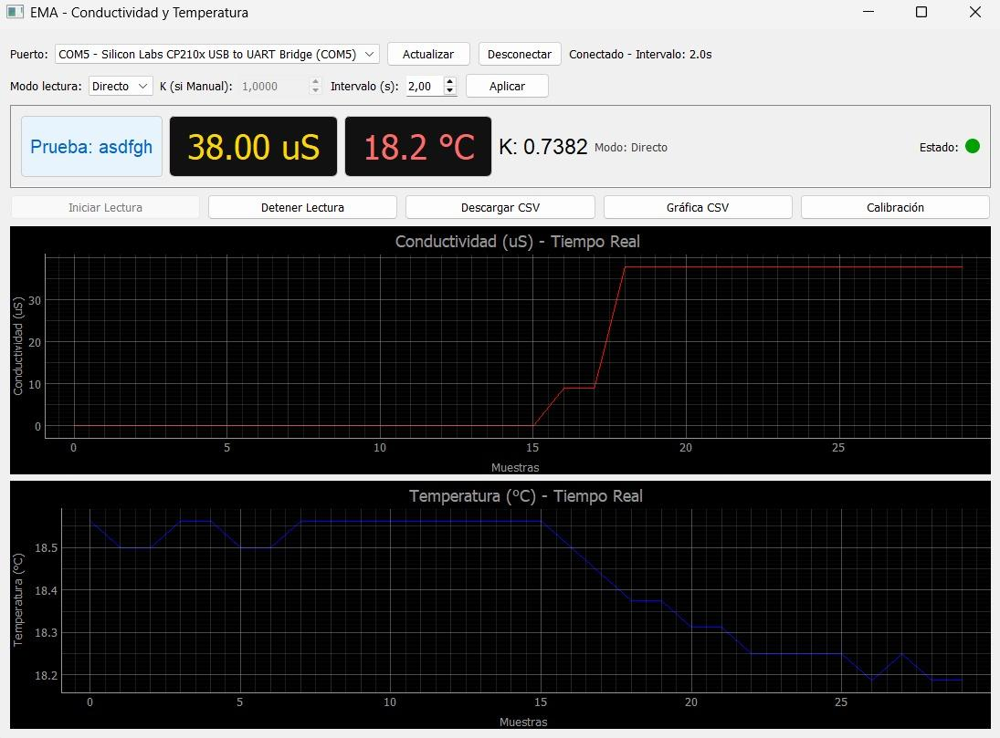 EMA - Conductividad y Temperatura
Puerto: COM5 - Silicon Labs CP210x USB to UART Bridge (COM5) Actualizar Desconectar Conectado - Intervalo: 2.0s
Modo lectura: Directo K (si Manual): 1,0000 Intervalo (s): 2,00 Aplicar
Prueba: asdfgh 38.00 uS 18.2 °C K: 0.7382 Modo: Directo Estado:
Iniciar Lectura Detener Lectura Descargar CSV Gráfica CSV Calibración
Conductividad (uS) - Tiempo Real
Conductividad (uS)
30
20
10
0
0 5 10 15 20 25
Muestras
Temperatura (°C) - Tiempo Real
Temperatura (°C)
18.5
18.4
18.3
18.2
0 5 10 15 20 25
Muestras